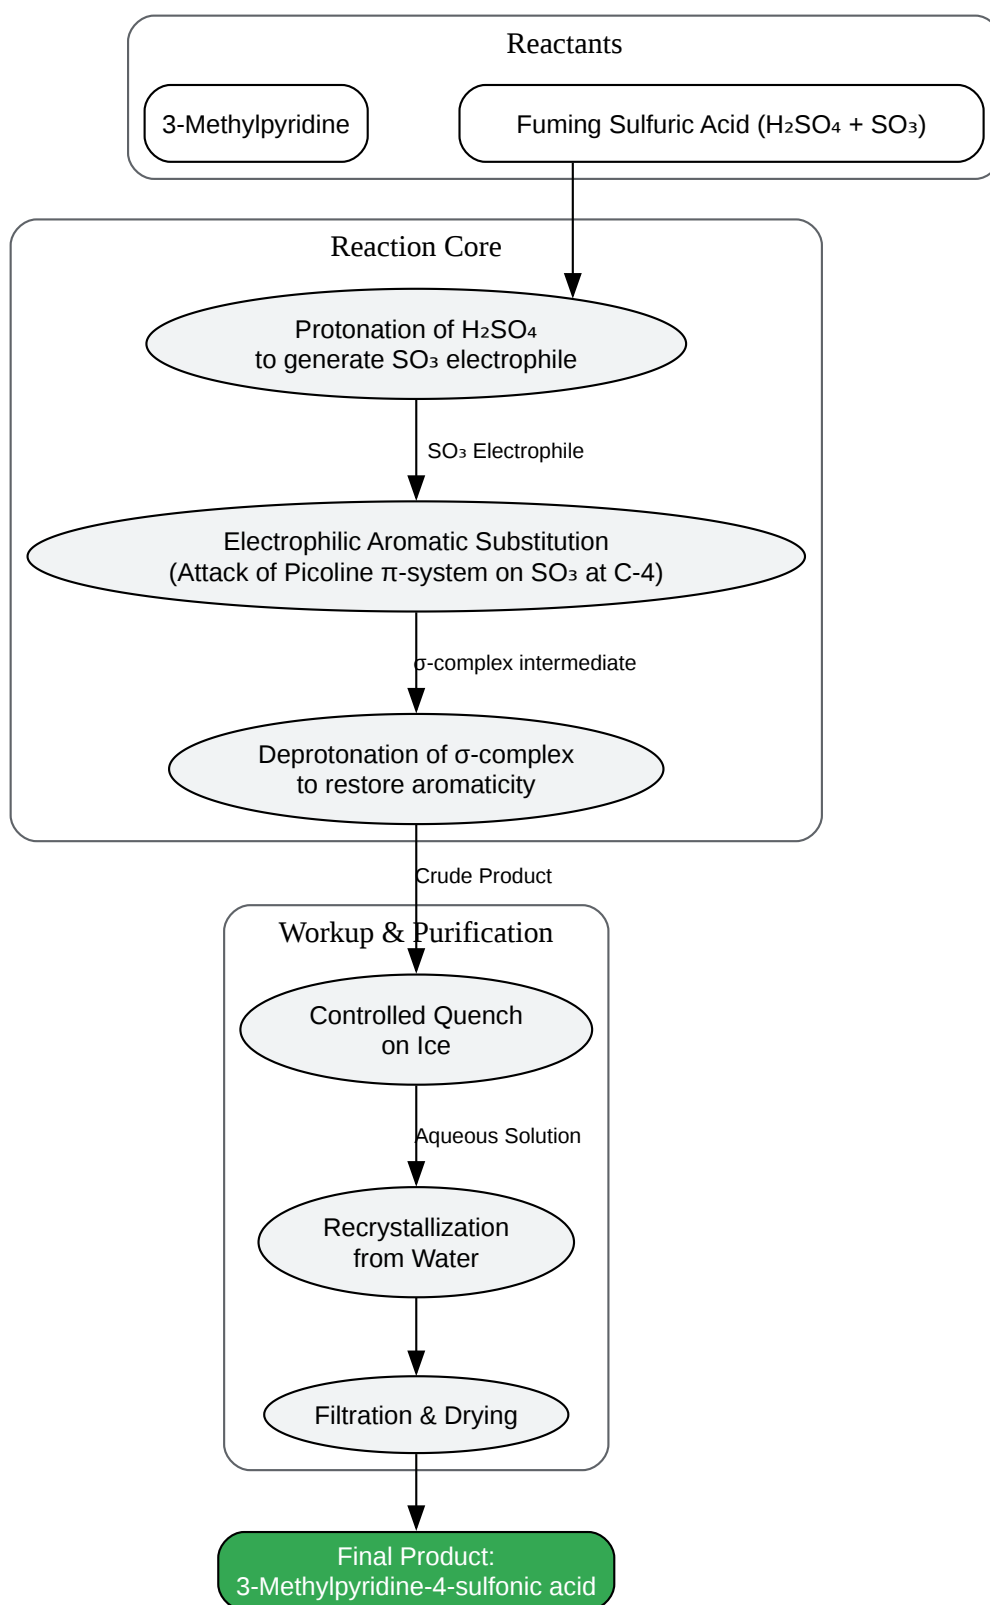 Reactants
3-Methylpyridine
Fuming Sulfuric Acid (H₂SO₄ + SO₃)
Reaction Core
Protonation of H₂SO₄
to generate SO₃ electrophile
SO₃ Electrophile
Electrophilic Aromatic Substitution
(Attack of Picoline π-system on SO₃ at C-4)
σ-complex intermediate
Deprotonation of σ-complex
to restore aromaticity
Crude Product
Workup & Purification
Controlled Quench
on Ice
Aqueous Solution
Recrystallization
from Water
Filtration & Drying
Final Product:
3-Methylpyridine-4-sulfonic acid